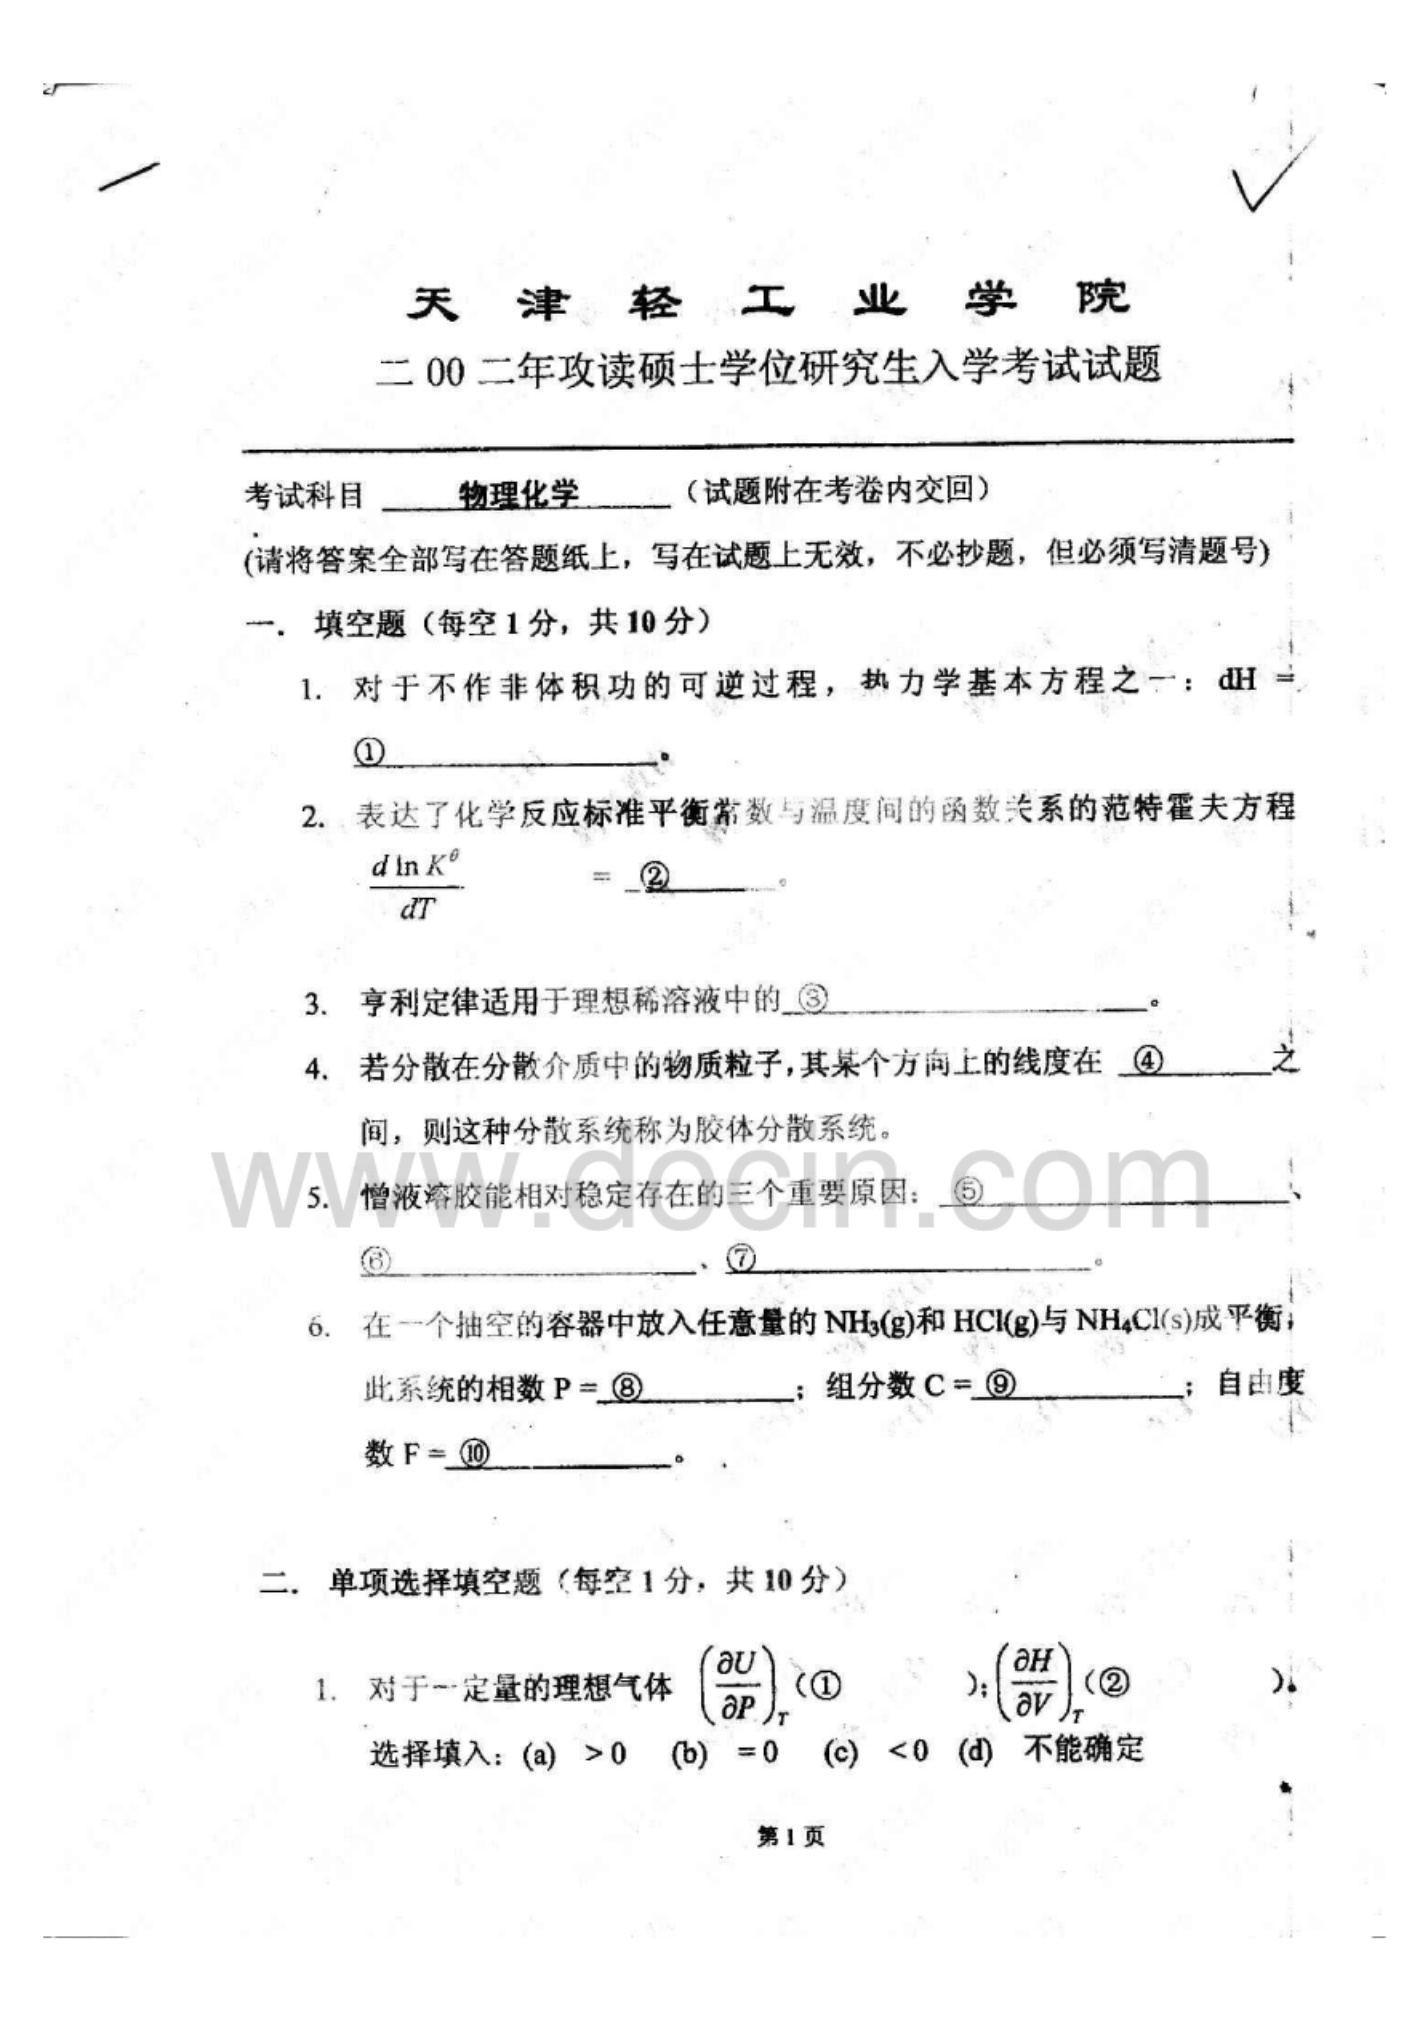 天津轻工业学院
二00二年攻读硕士学位研究生入学考试试题
考试科目 物理化学 （试题附在考卷内交回）
(请将答案全部写在答题纸上，写在试题上无效，不必抄题，但必须写清题号)
一． 填空题（每空1分，共10分）
1. 对于不作非体积功的可逆过程，热力学基本方程之一：dH =
①____。
2. 表达了化学反应标准平衡常数与温度间的函数关系的范特霍夫方程
d ln K^θ / dT = ②____。
3. 亨利定律适用于理想稀溶液中的 ③____。
4. 若分散在分散介质中的物质粒子,其某个方向上的线度在 ④____之
间，则这种分散系统称为胶体分散系统。
5. 憎液溶胶能相对稳定存在的三个重要原因：⑤____、
⑥____、⑦____。
6. 在一个抽空的容器中放入任意量的NH₃(g)和HCl(g)与NH₄Cl(s)成平衡，
此系统的相数 P = ⑧____；组分数 C = ⑨____；自由度
数 F = ⑩____。
二． 单项选择填空题（每空1分，共10分）
1. 对于一定量的理想气体 (∂U/∂P)_T (① )；(∂H/∂V)_T (② )。
选择填入：(a) ＞0 (b) =0 (c) ＜0 (d) 不能确定
第1页
www.docin.com